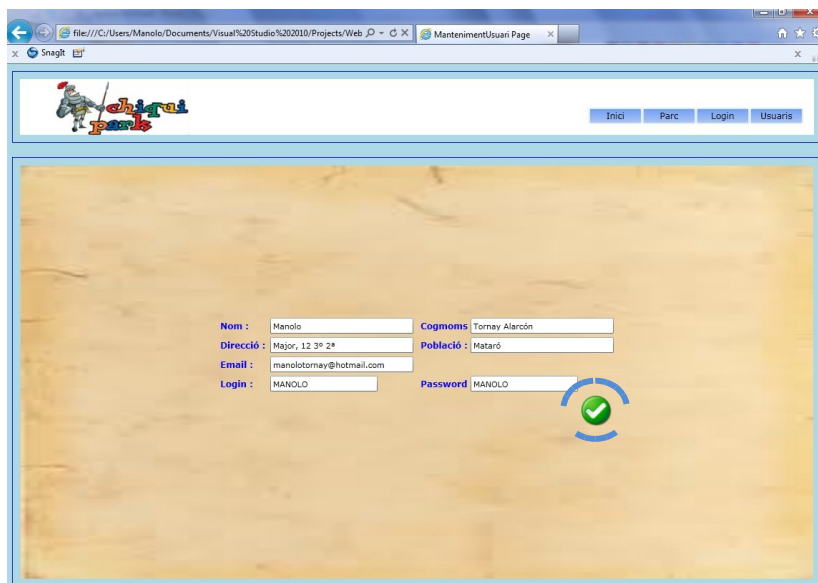 file:///C:/Users/Manolo/Documents/Visual%20Studio%202010/Projects/Web
MantenimentUsuari Page
SnagIt
chiqui
park
Inici Parc Login Usuaris
Nom : Manolo Cogmoms Tornay Alarcón
Direcció : Major, 12 3º 2ª Població : Mataró
Email : manolotornay@hotmail.com
Login : MANOLO Password MANOLO